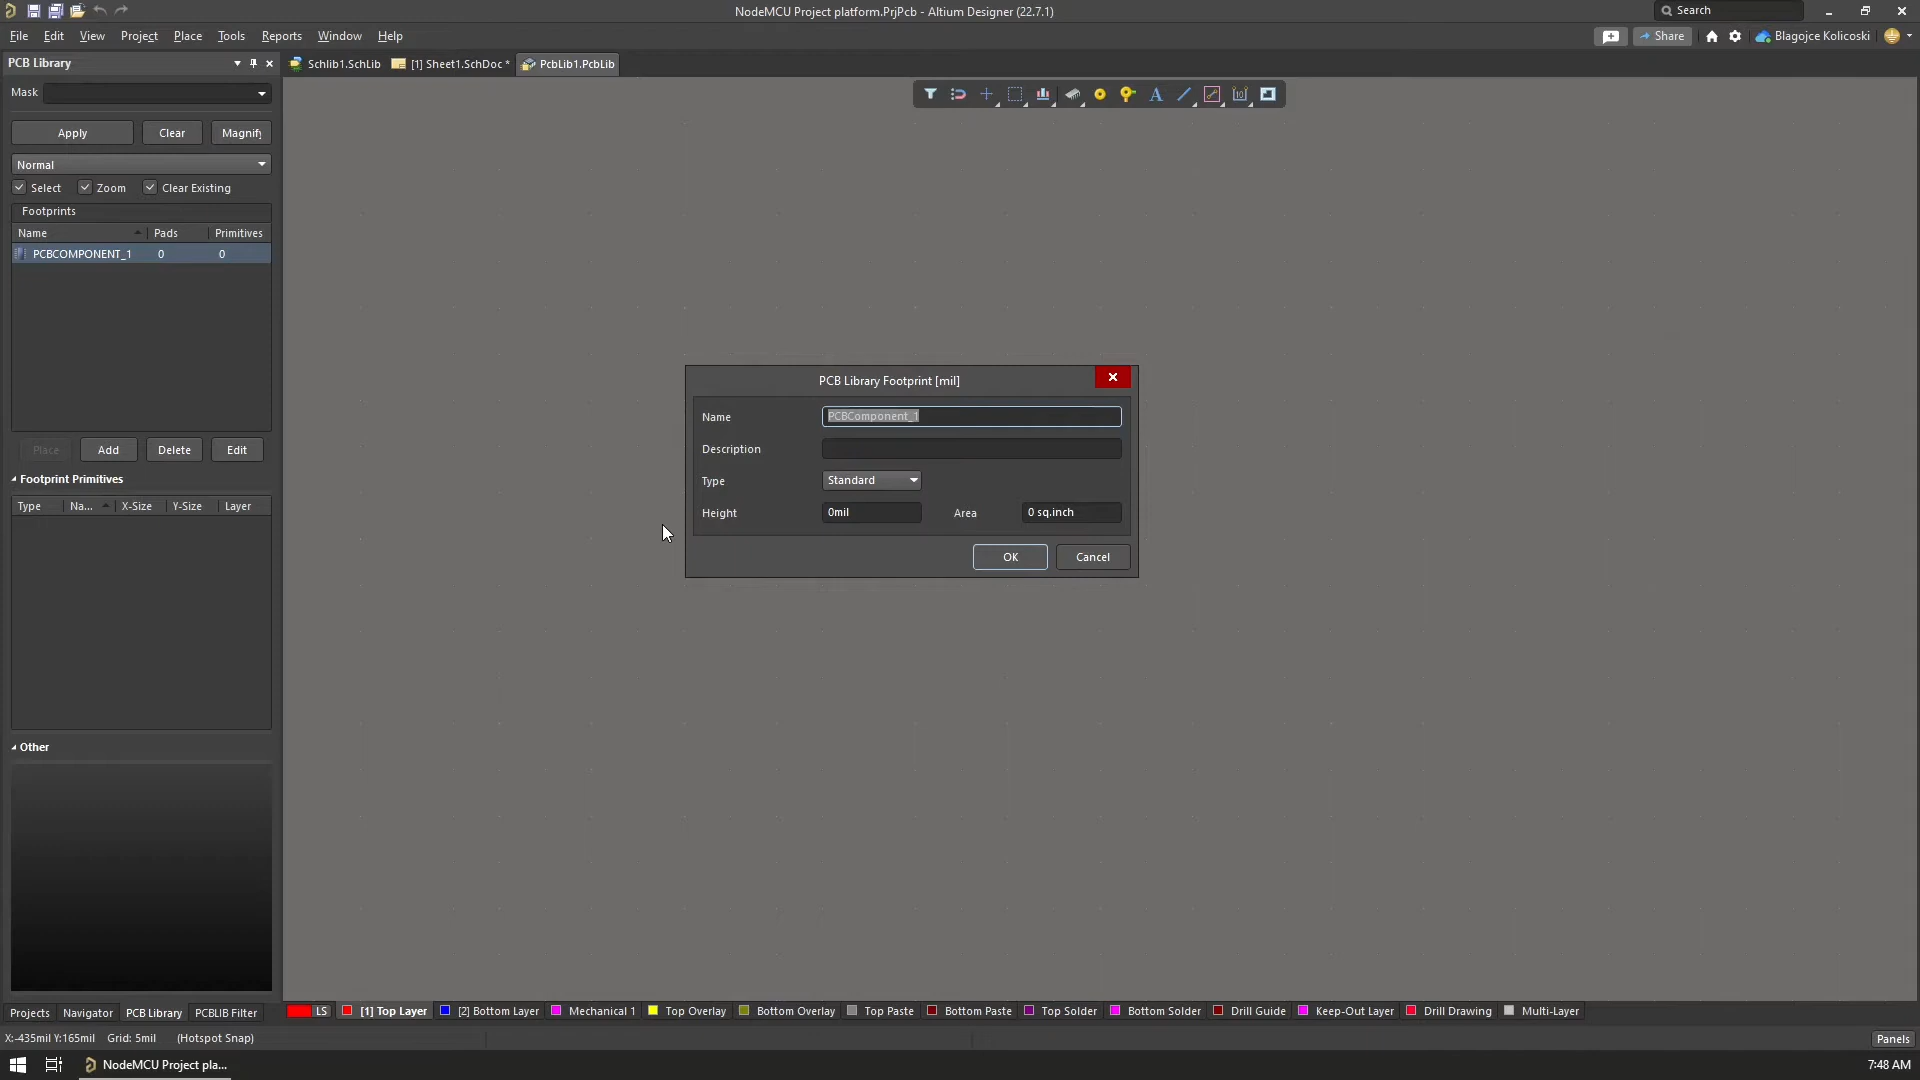 NodeMCU Project platform.PrjPcb - Altium Designer (22.7.1)
Search
File Edit View Project Place Tools Reports Window Help
Share
Blagojce Kolicoski
PCB Library
Schlib1.SchLib
[1] Sheet1.SchDoc *
PcbLib1.PcbLib
Mask
Apply Clear Magnify
Normal
Select Zoom Clear Existing
Footprints
Name Pads Primitives
PCBCOMPONENT_1 0 0
Place Add Delete Edit
Footprint Primitives
Type Na... X-Size Y-Size Layer
Other
PCB Library Footprint [mil]
Name PCBComponent_1
Description
Type Standard
Height 0mil Area 0 sq.inch
OK Cancel
Projects Navigator PCB Library PCBLIB Filter
LS [1] Top Layer [2] Bottom Layer Mechanical 1 Top Overlay Bottom Overlay Top Paste Bottom Paste Top Solder Bottom Solder Drill Guide Keep-Out Layer Drill Drawing Multi-Layer
X:-435mil Y:165mil Grid: 5mil (Hotspot Snap)
Panels
NodeMCU Project pla...
7:48 AM